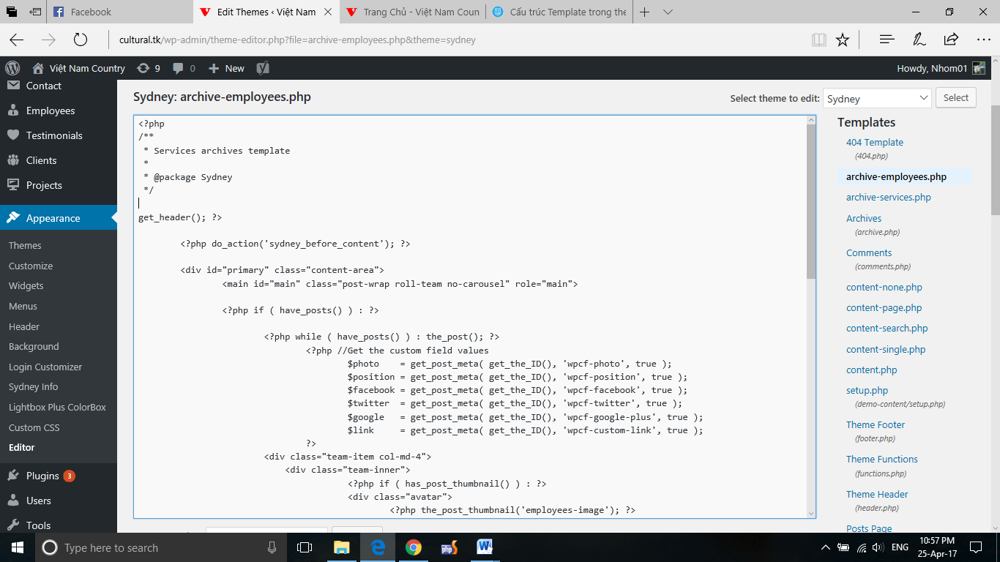 Facebook
Edit Themes ‹ Việt Nam
Trang Chủ - Việt Nam Coun
Cấu trúc Template trong the
cultural.tk/wp-admin/theme-editor.php?file=archive-employees.php&theme=sydney
Việt Nam Country
9
0
New
Howdy, Nhom01
Contact
Employees
Testimonials
Clients
Projects
Appearance
Themes
Customize
Widgets
Menus
Header
Background
Login Customizer
Sydney Info
Lightbox Plus ColorBox
Custom CSS
Editor
Plugins 3
Users
Tools
Sydney: archive-employees.php
Select theme to edit: Sydney Select
<?php
/**
 * Services archives template
 *
 * @package Sydney
 */
get_header(); ?>
<?php do_action('sydney_before_content'); ?>
<div id="primary" class="content-area">
<main id="main" class="post-wrap roll-team no-carousel" role="main">
<?php if ( have_posts() ) : ?>
<?php while ( have_posts() ) : the_post(); ?>
<?php //Get the custom field values
$photo    = get_post_meta( get_the_ID(), 'wpcf-photo', true );
$position = get_post_meta( get_the_ID(), 'wpcf-position', true );
$facebook = get_post_meta( get_the_ID(), 'wpcf-facebook', true );
$twitter  = get_post_meta( get_the_ID(), 'wpcf-twitter', true );
$google   = get_post_meta( get_the_ID(), 'wpcf-google-plus', true );
$link     = get_post_meta( get_the_ID(), 'wpcf-custom-link', true );
?>
<div class="team-item col-md-4">
<div class="team-inner">
<?php if ( has_post_thumbnail() ) : ?>
<div class="avatar">
<?php the_post_thumbnail('employees-image'); ?>
Templates
404 Template
(404.php)
archive-employees.php
archive-services.php
Archives
(archive.php)
Comments
(comments.php)
content-none.php
content-page.php
content-search.php
content-single.php
content.php
setup.php
(demo-content/setup.php)
Theme Footer
(footer.php)
Theme Functions
(functions.php)
Theme Header
(header.php)
Posts Page
Type here to search
php
ENG
10:57 PM
25-Apr-17